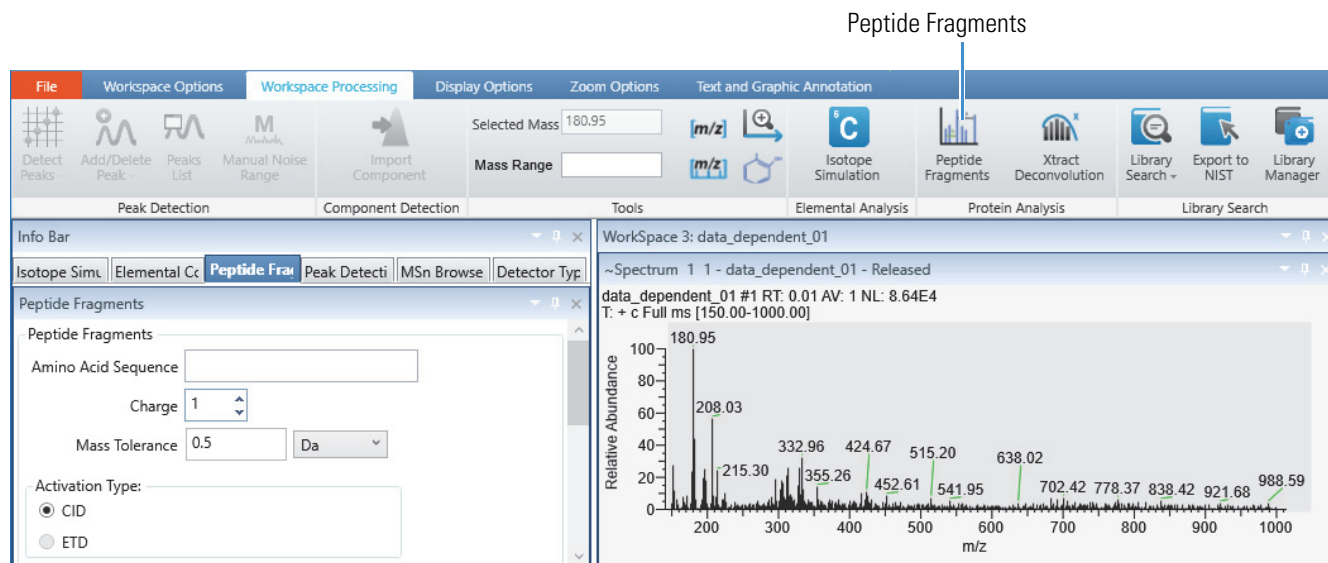 Peptide Fragments
File Workspace Options Workspace Processing Display Options Zoom Options Text and Graphic Annotation
Detect Peaks
Add/Delete Peak
Peaks List
M
Manual Noise Range
Import Component
Selected Mass 180.95
Mass Range
[m/z]
[m/z]
6 C
Isotope Simulation
Peptide Fragments
Xtract Deconvolution
Library Search
Export to NIST
Library Manager
Peak Detection Component Detection Tools Elemental Analysis Protein Analysis Library Search
Info Bar
Isotope Simu Elemental Cc Peptide Frag Peak Detecti MSn Browse Detector Typ
Peptide Fragments
Peptide Fragments
Amino Acid Sequence
Charge 1
Mass Tolerance 0.5 Da
Activation Type:
CID
ETD
WorkSpace 3: data_dependent_01
~Spectrum 1 1 - data_dependent_01 - Released
data_dependent_01 #1 RT: 0.01 AV: 1 NL: 8.64E4
T: + c Full ms [150.00-1000.00]
Relative Abundance
100
80
60
40
20
0
180.95
208.03
215.30
332.96
355.26
424.67
452.61
515.20
541.95
638.02
702.42
778.37
838.42
921.68
988.59
200 300 400 500 600 700 800 900 1000
m/z